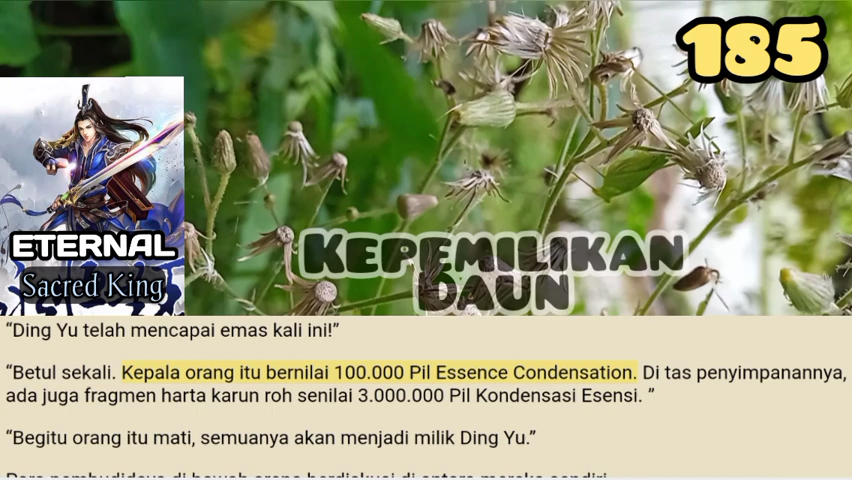 185
ETERNAL
Sacred King
KEPEMILIKAN
DAUN
“Ding Yu telah mencapai emas kali ini!”
“Betul sekali. Kepala orang itu bernilai 100.000 Pil Essence Condensation. Di tas penyimpanannya,
ada juga fragmen harta karun roh senilai 3.000.000 Pil Kondensasi Esensi. ”
“Begitu orang itu mati, semuanya akan menjadi milik Ding Yu.”